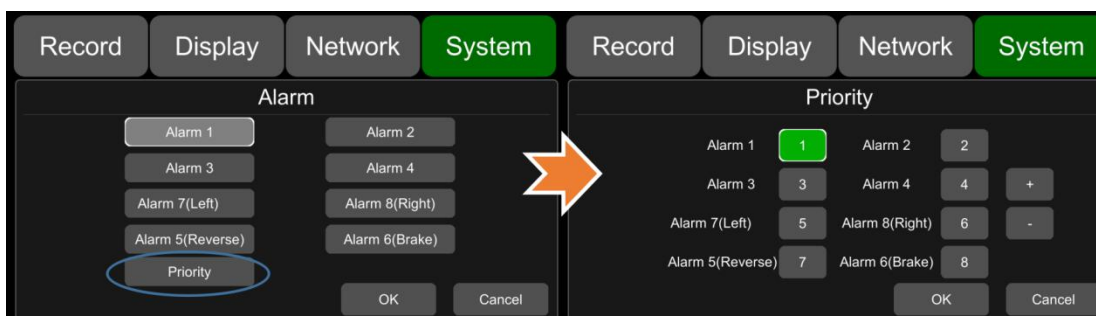 Record Display Network System
Alarm
Alarm 1 Alarm 2
Alarm 3 Alarm 4
Alarm 7(Left) Alarm 8(Right)
Alarm 5(Reverse) Alarm 6(Brake)
Priority
OK Cancel
Record Display Network System
Priority
Alarm 1 1 Alarm 2 2
Alarm 3 3 Alarm 4 4 +
Alarm 7(Left) 5 Alarm 8(Right) 6 -
Alarm 5(Reverse) 7 Alarm 6(Brake) 8
OK Cancel